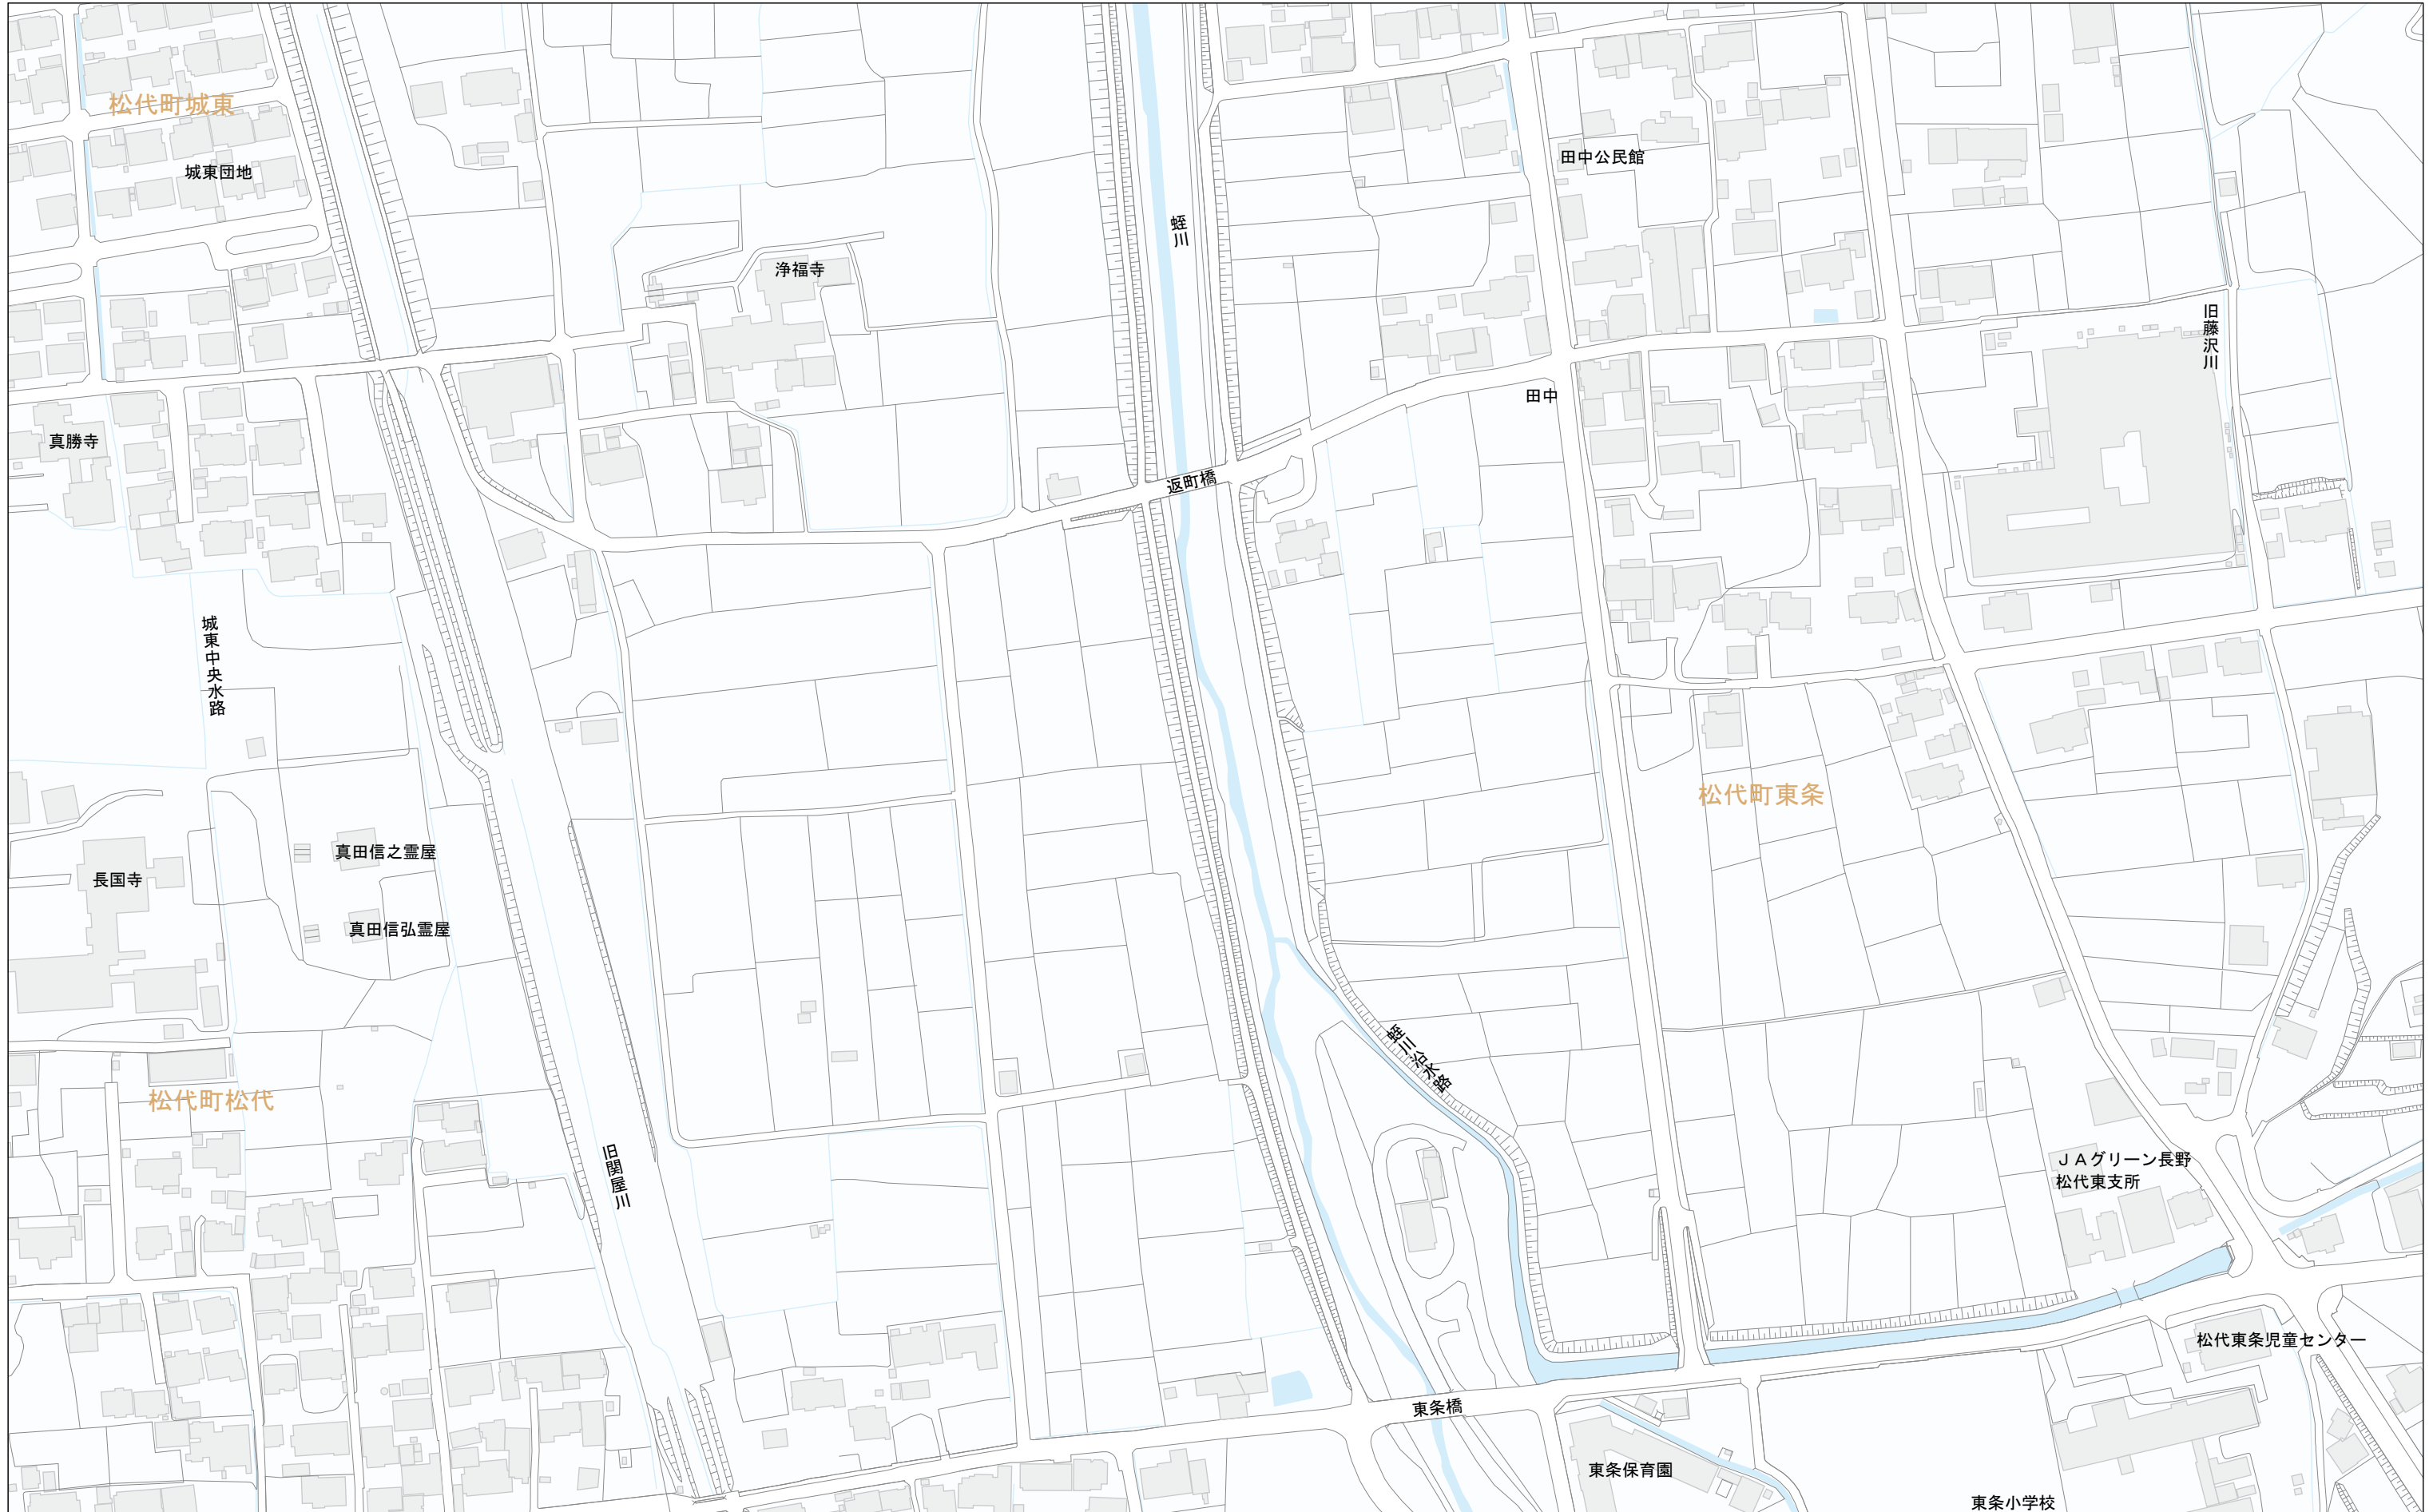 松代町城東
城東団地
田中公民館
蛭川
浄福寺
旧藤沢川
田中
真勝寺
返町橋
城東中央水路
松代町東条
真田信之霊屋
長国寺
真田信弘霊屋
蛭川沿水路
松代町松代
旧関屋川
ＪＡグリーン長野
松代東支所
松代東条児童センター
東条橋
東条保育園
東条小学校